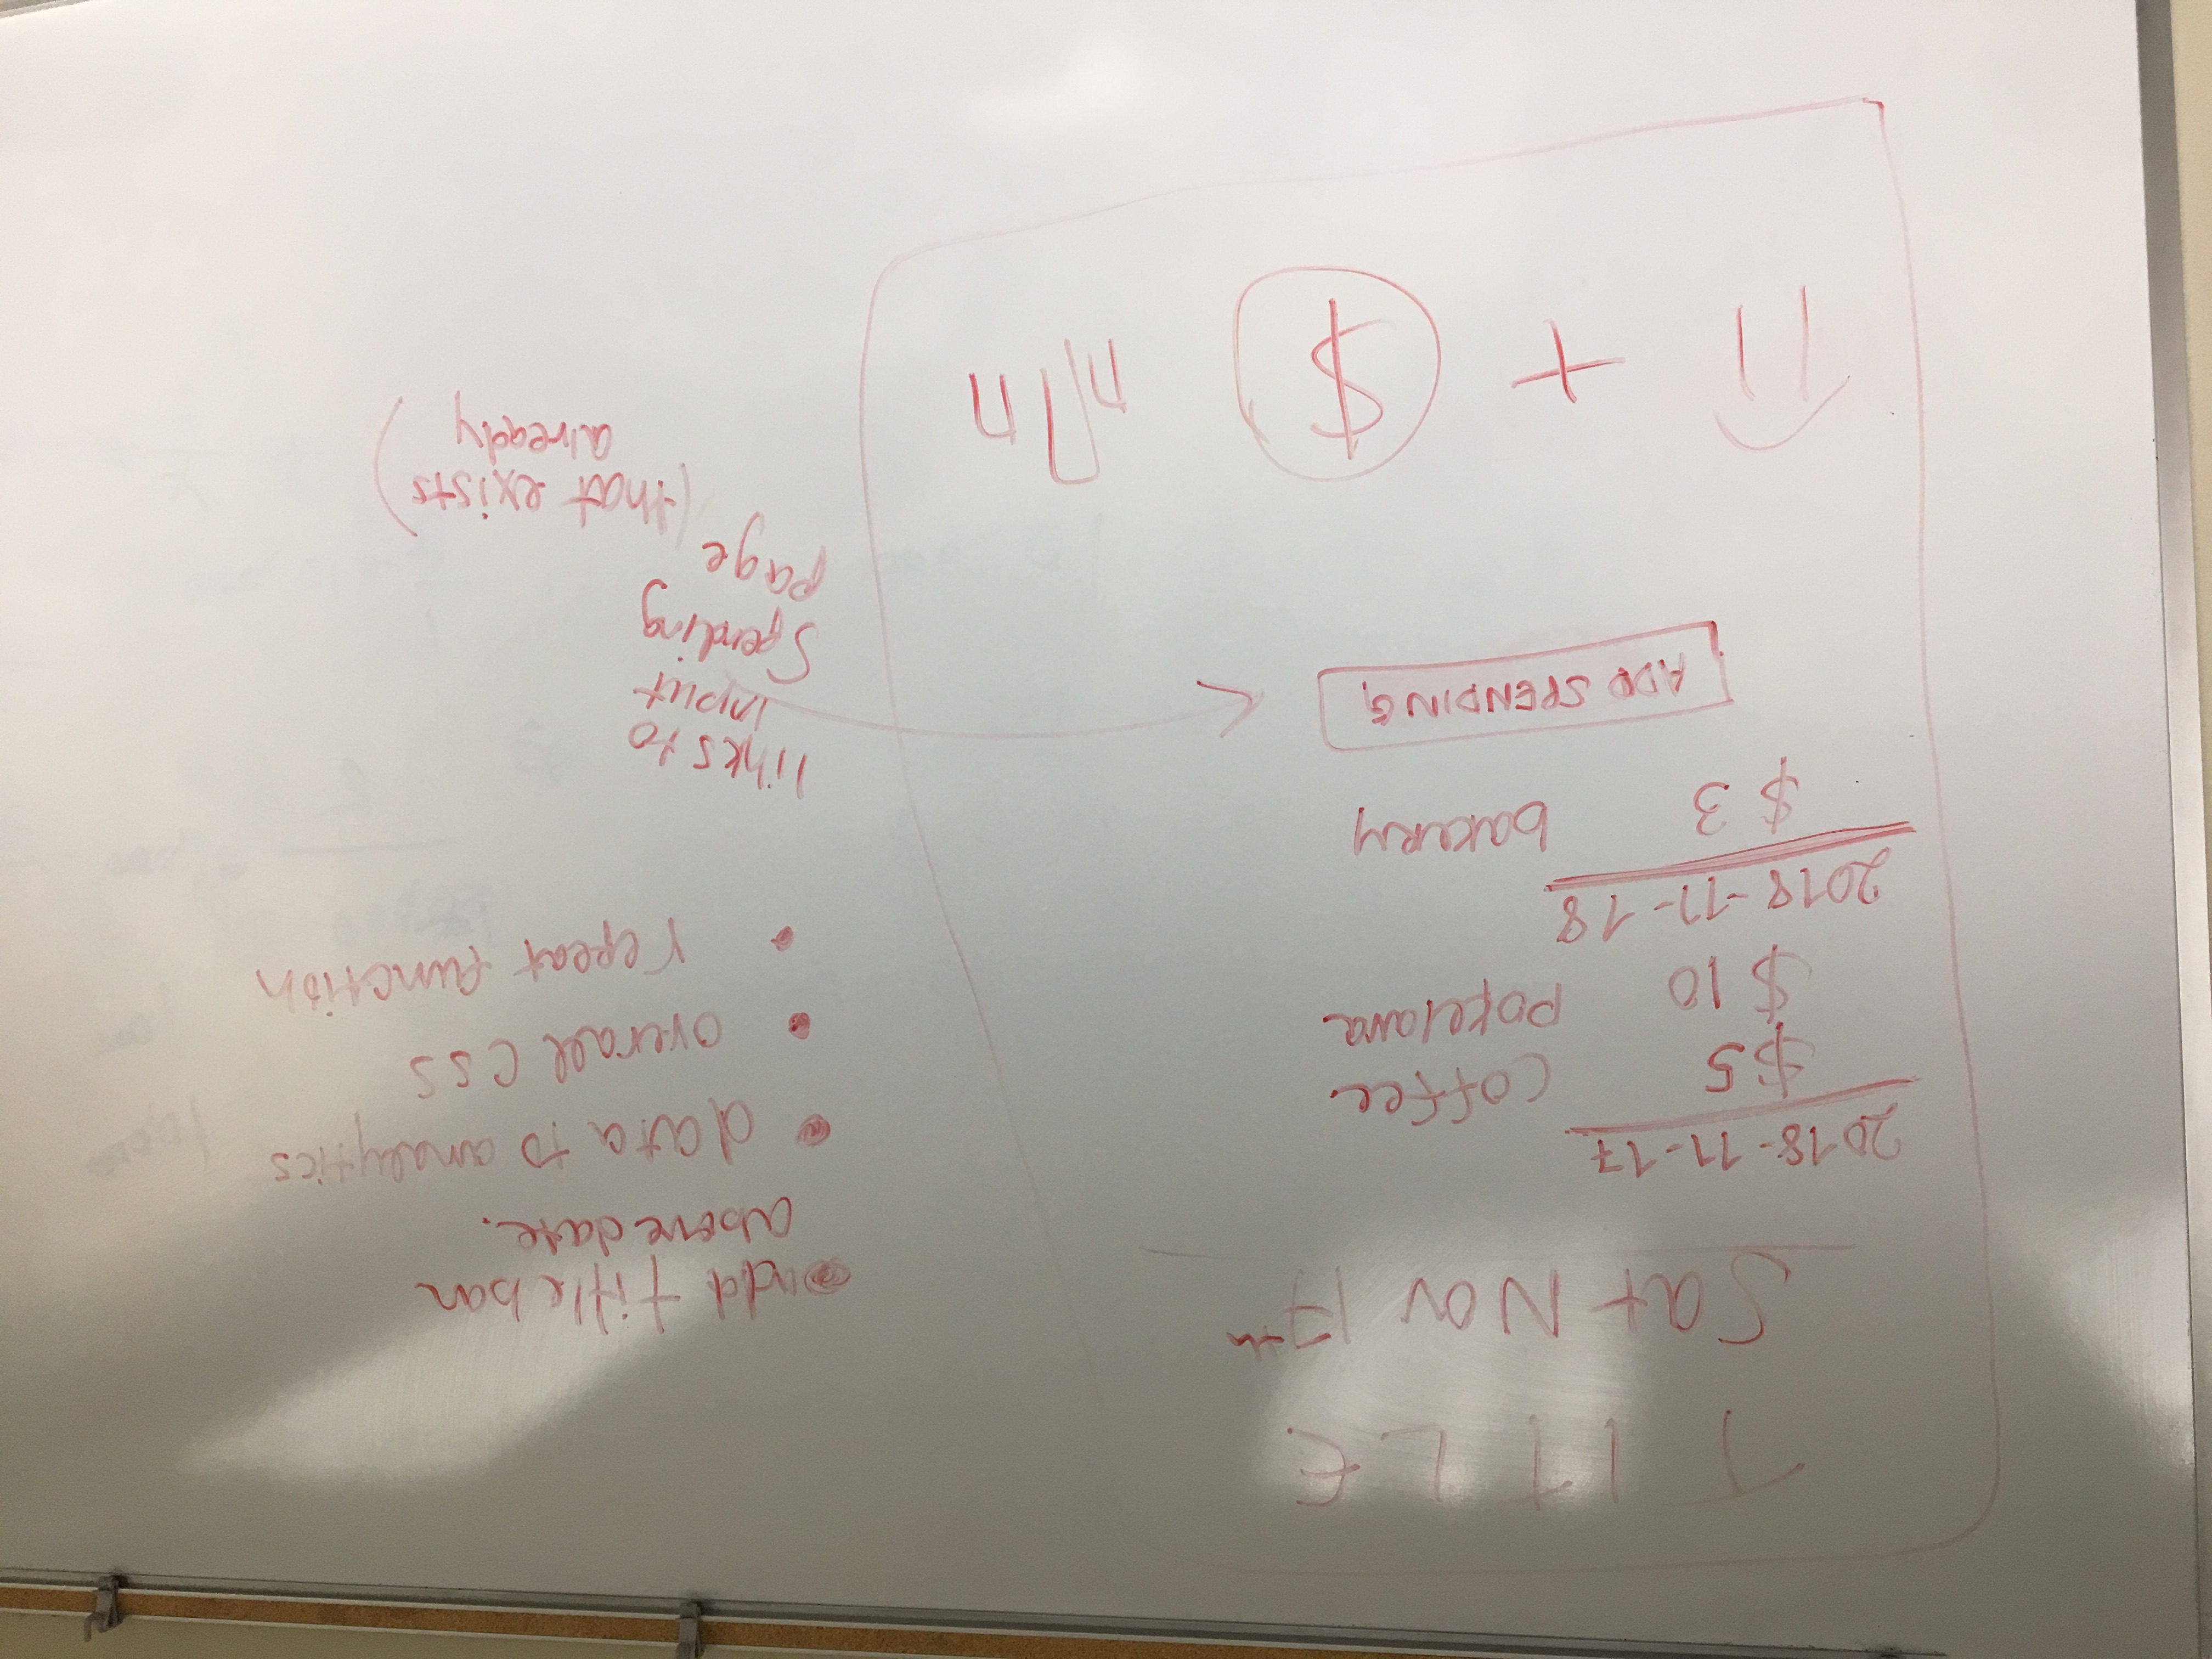 TITLE
Sat Nov 17th
2018-11-17
$5 coffee
$10 pokelava
2018-11-18
$3 bakery
ADD SPENDING
+ $
add title bar
above date.
data to analytics
overall CSS
repeat function
links to
input
Spending
page
(that exists
already)